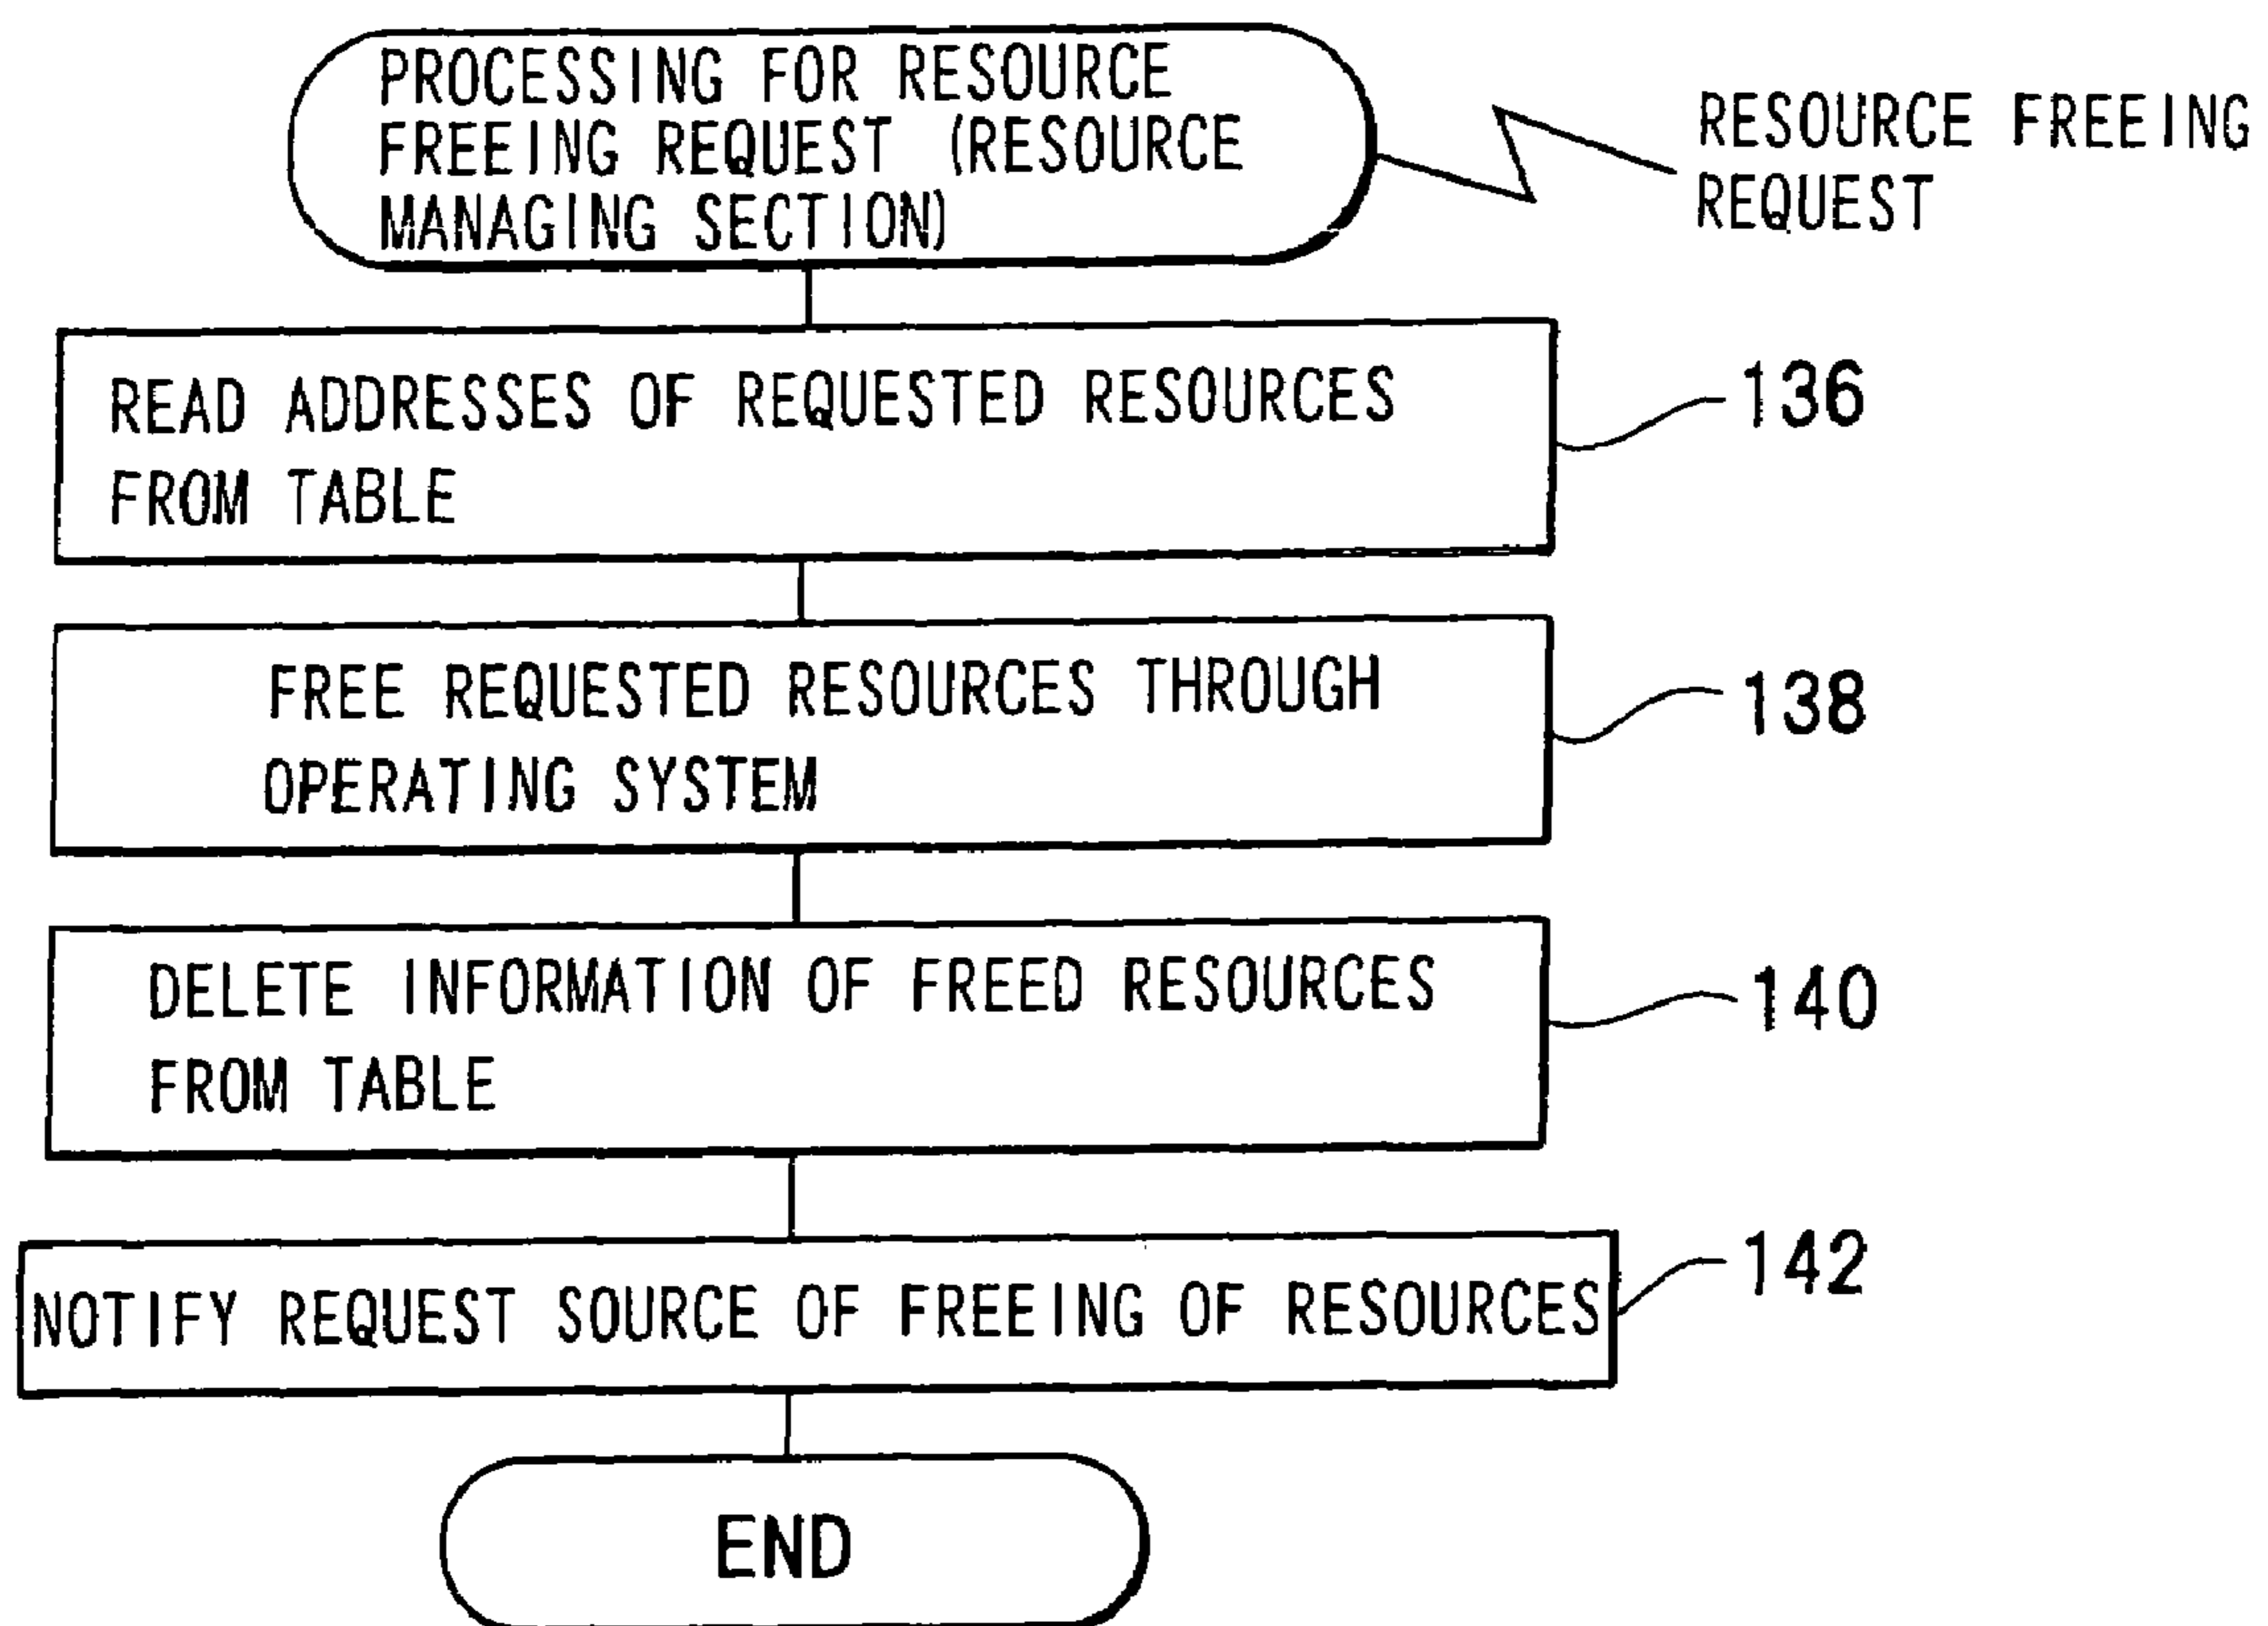 PROCESSING FOR RESOURCE
FREEING REQUEST (RESOURCE
MANAGING SECTION)
RESOURCE FREEING
REQUEST
READ ADDRESSES OF REQUESTED RESOURCES
FROM TABLE
136
FREE REQUESTED RESOURCES THROUGH
OPERATING SYSTEM
138
DELETE INFORMATION OF FREED RESOURCES
FROM TABLE
140
NOTIFY REQUEST SOURCE OF FREEING OF RESOURCES
142
END